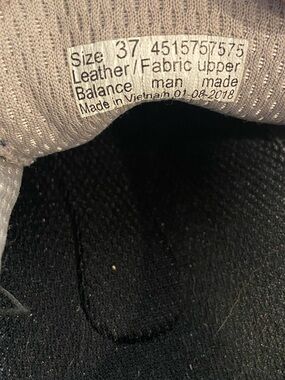 Size 37 4515757575
Leather/Fabric upper
Balance man made
Made in Vietnam 01-08-2018